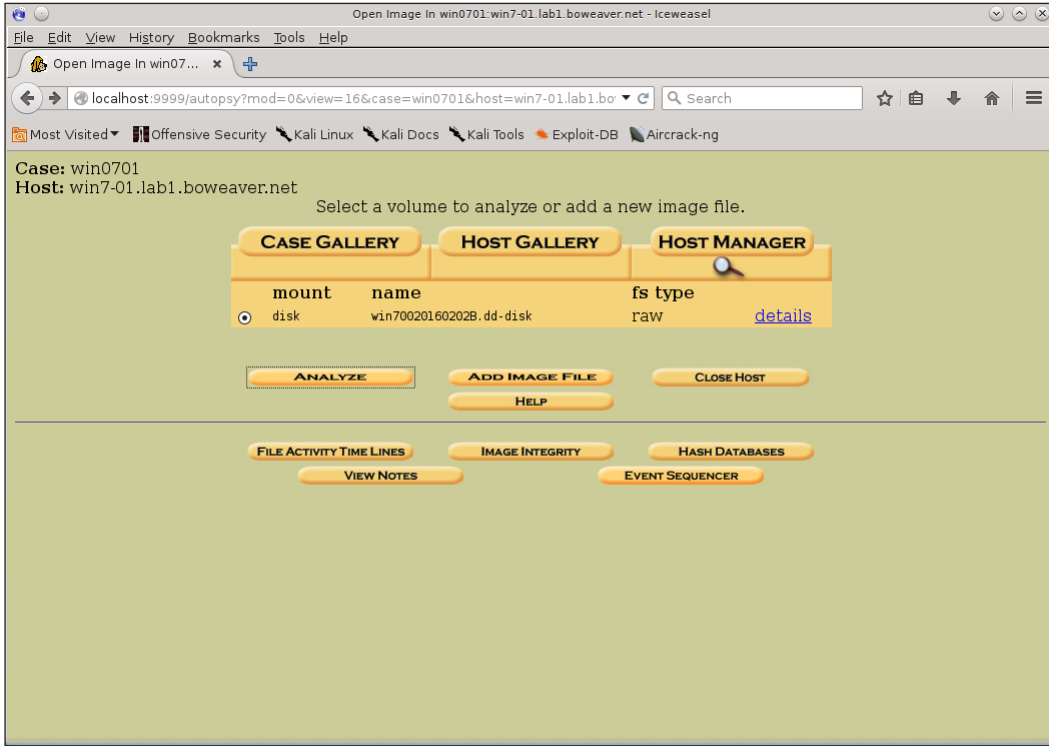 Open Image In win0701:win7-01.lab1.boweaver.net - Iceweasel
File Edit View History Bookmarks Tools Help
Open Image In win07...
localhost:9999/autopsy?mod=0&view=16&case=win0701&host=win7-01.lab1.bo Search
Most Visited Offensive Security Kali Linux Kali Docs Kali Tools Exploit-DB Aircrack-ng
Case: win0701
Host: win7-01.lab1.boweaver.net
Select a volume to analyze or add a new image file.
CASE GALLERY HOST GALLERY HOST MANAGER
mount name fs type
disk win70020160202B.dd-disk raw details
ANALYZE ADD IMAGE FILE CLOSE HOST
HELP
FILE ACTIVITY TIME LINES IMAGE INTEGRITY HASH DATABASES
VIEW NOTES EVENT SEQUENCER